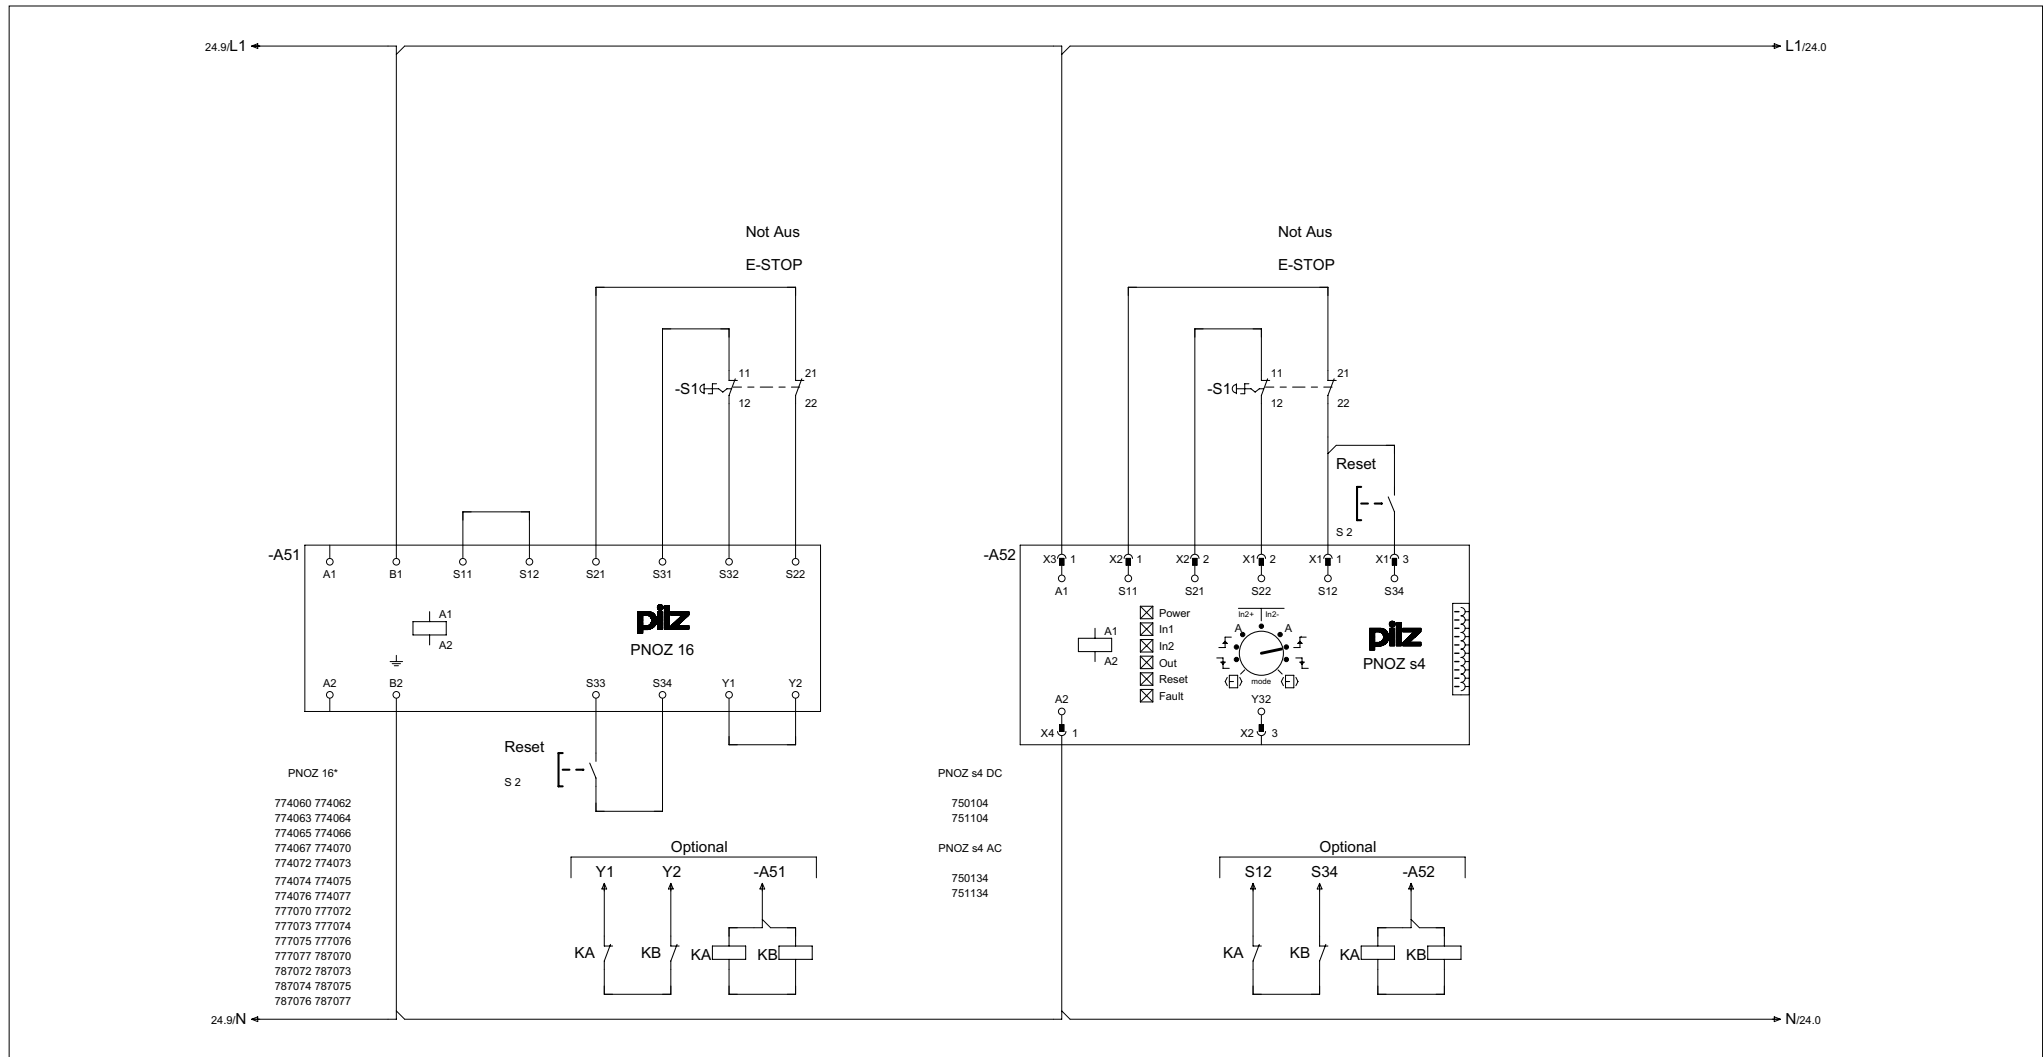 24.9/L1
L1/24.0
Not Aus
E-STOP
-S1
11
12
21
22
-A51
A1
B1
S11
S12
S21
S31
S32
S22
A1
A2
pilz
PNOZ 16
A2
B2
S33
S34
Y1
Y2
Reset
S 2
PNOZ 16*
774060 774062
774063 774064
774065 774066
774067 774070
774072 774073
774074 774075
774076 774077
777070 777072
777073 777074
777075 777076
777077 787070
787072 787073
787074 787075
787076 787077
Optional
Y1
Y2
-A51
KA
KB
KA
KB
Not Aus
E-STOP
-S1
11
12
21
22
Reset
S 2
-A52
X3 1
X2 1
X2 2
X1 2
X1 1
X1 3
A1
S11
S21
S22
S12
S34
Power
In1
In2
Out
Reset
Fault
A1
A2
In2+
In2-
A
A
mode
pilz
PNOZ s4
A2
Y32
X4 1
X2 3
PNOZ s4 DC
750104
751104
PNOZ s4 AC
750134
751134
Optional
S12
S34
-A52
KA
KB
KA
KB
24.9/N
N/24.0